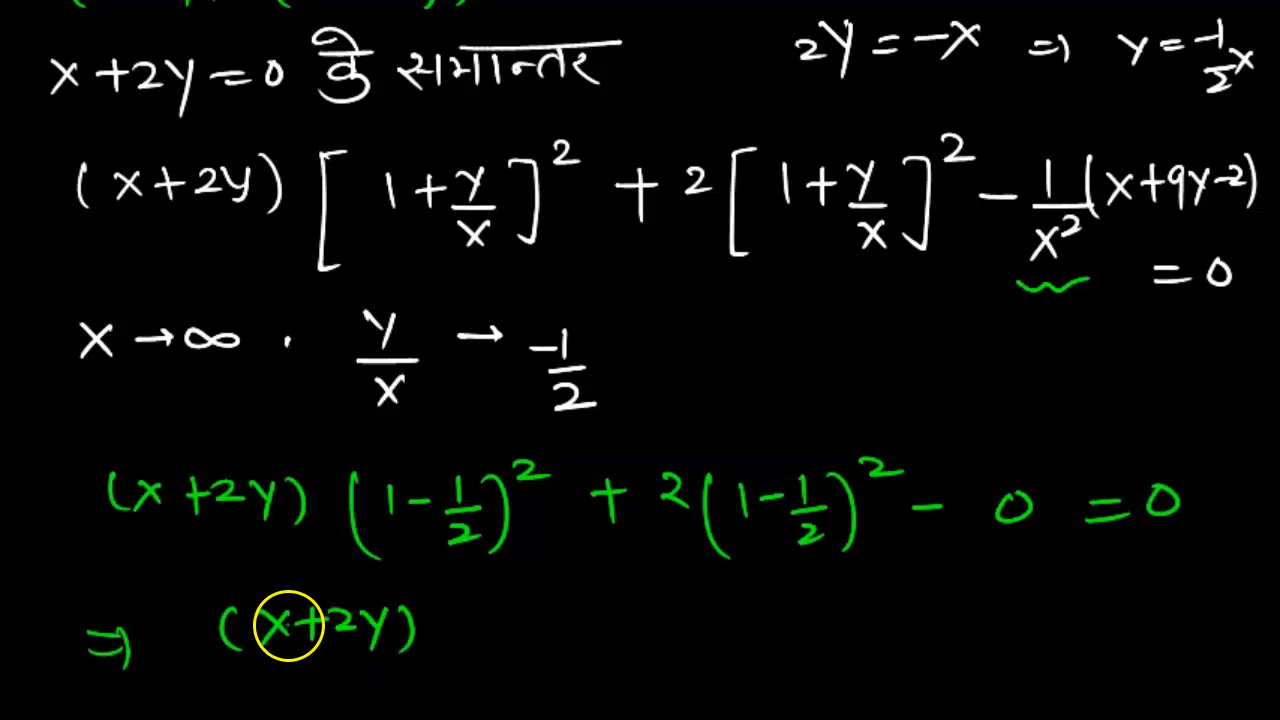 x + 2y = 0 के समान्तर 2y = -x ⇒ y = -1/2 x
(x + 2y) [1 + y/x]² + 2 [1 + y/x]² - 1/x² (x + 9y - 2)
= 0
x → ∞ . y/x → -1/2
(x + 2y) (1 - 1/2)² + 2 (1 - 1/2)² - 0 = 0
⇒ (x + 2y)